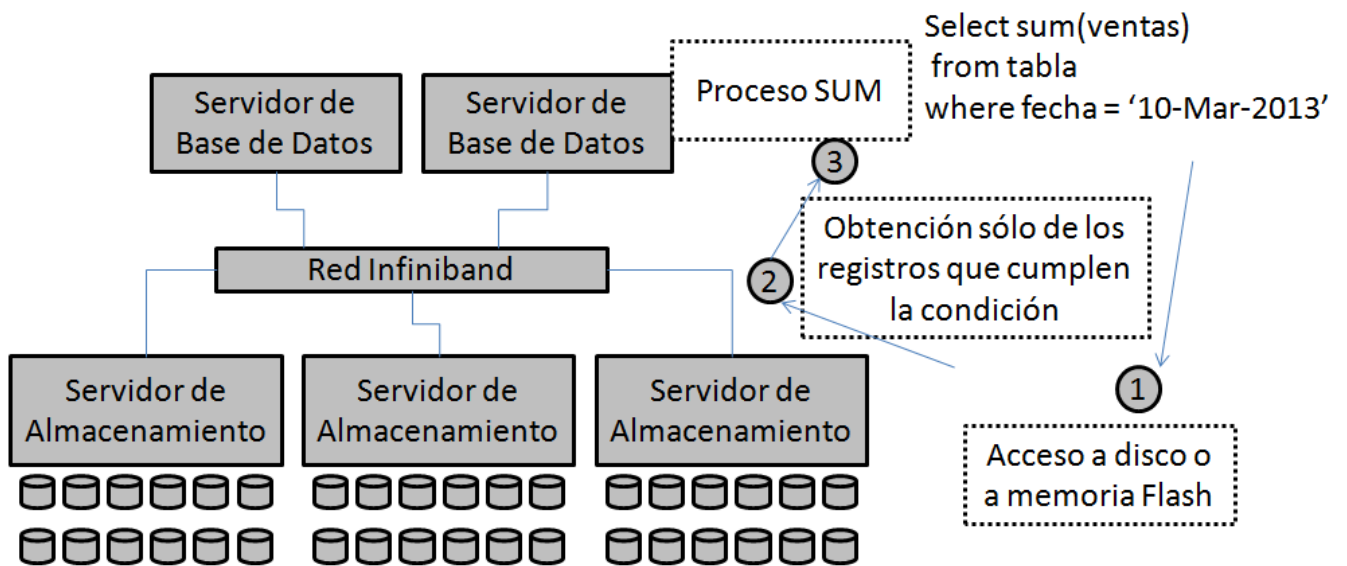 Select sum(ventas)
from tabla
where fecha = ‘10-Mar-2013’
Proceso SUM
Servidor de
Base de Datos
Servidor de
Base de Datos
3
Obtención sólo de los
registros que cumplen
la condición
2
Red Infiniband
1
Servidor de
Almacenamiento
Servidor de
Almacenamiento
Servidor de
Almacenamiento
Acceso a disco o
a memoria Flash